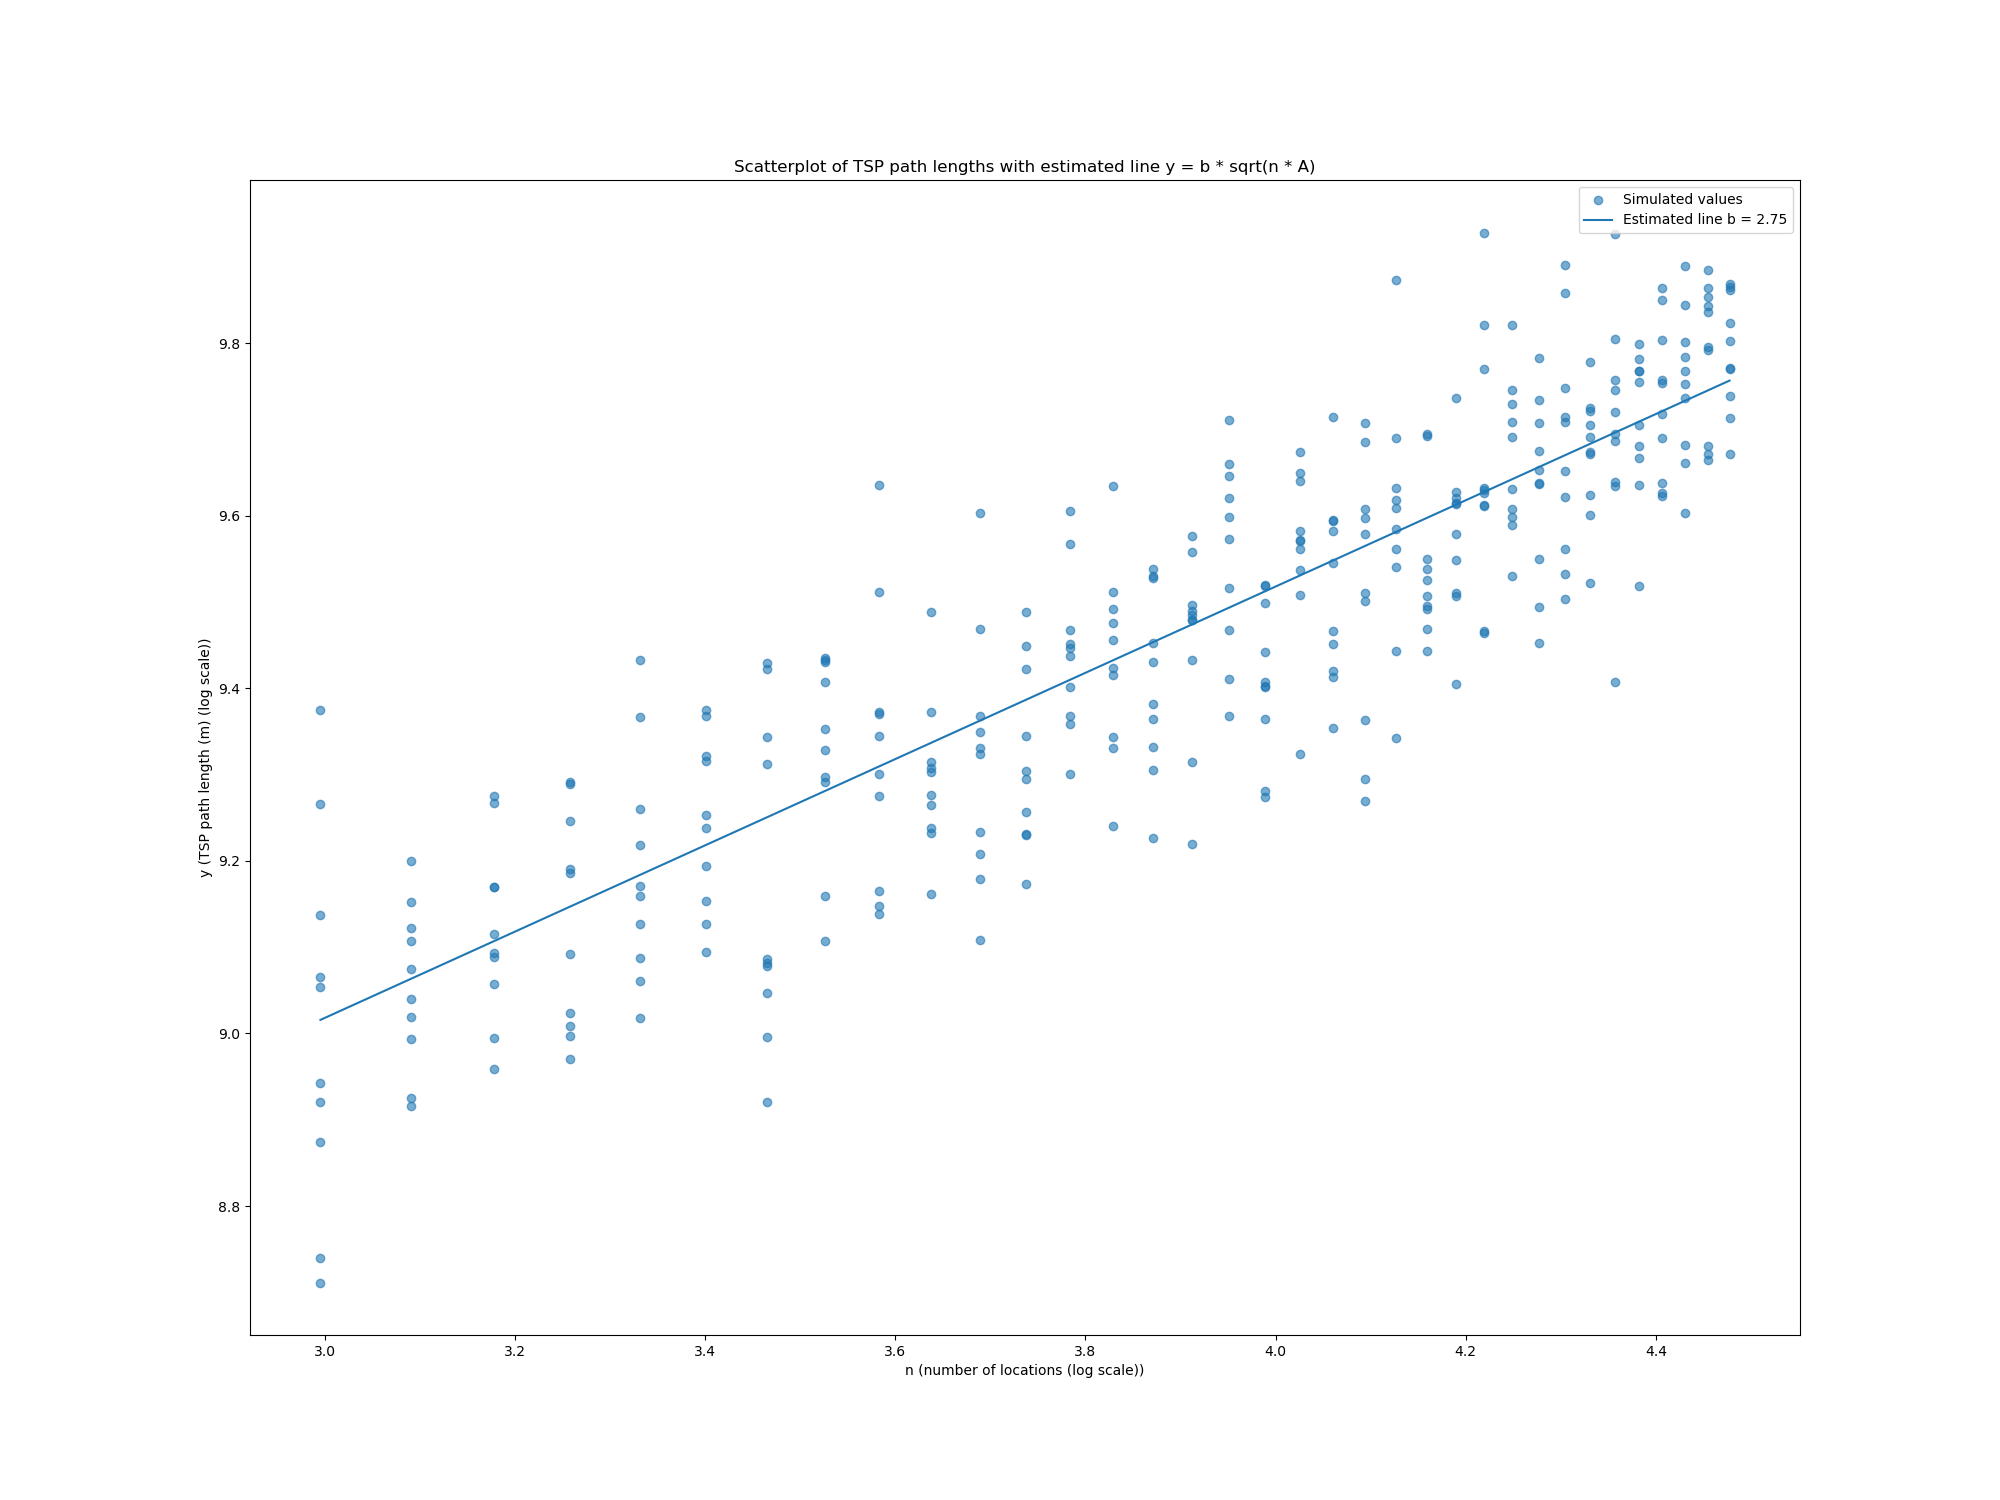 Scatterplot of TSP path lengths with estimated line y = b * sqrt(n * A)
Simulated values
Estimated line b = 2.75
y (TSP path length (m) (log scale))
9.8
9.6
9.4
9.2
9.0
8.8
3.0 3.2 3.4 3.6 3.8 4.0 4.2 4.4
n (number of locations (log scale))